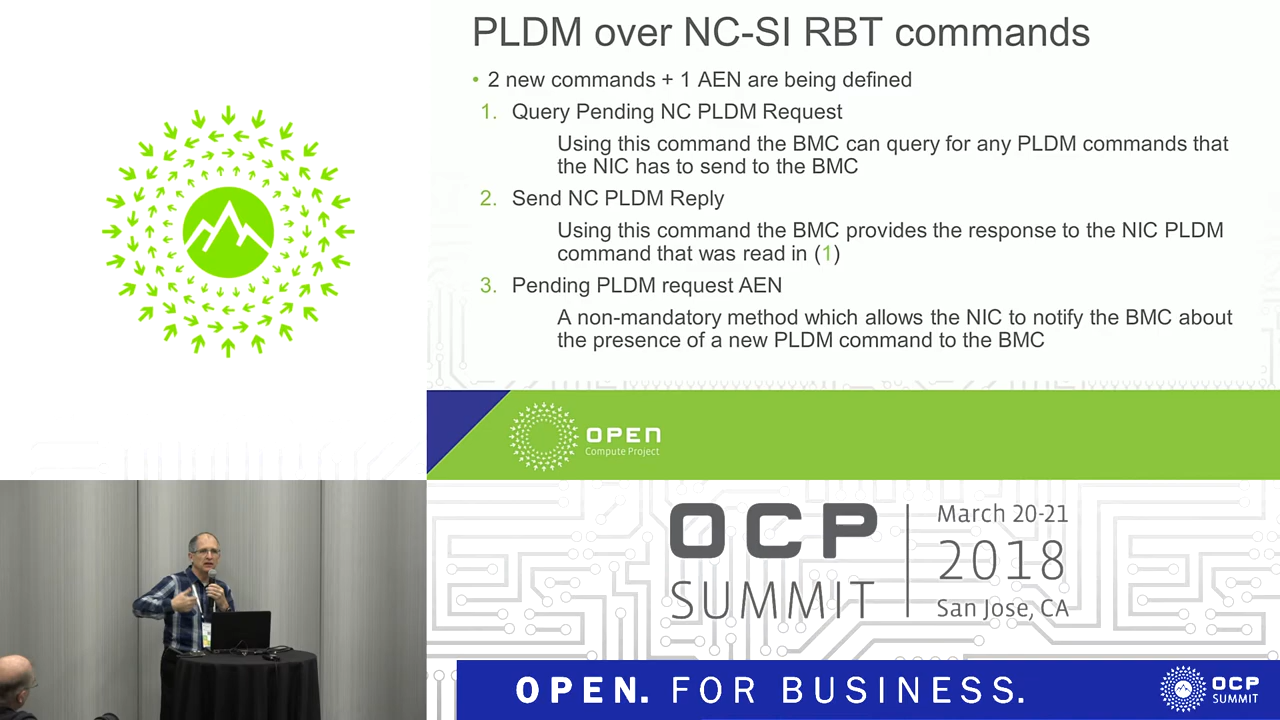 PLDM over NC-SI RBT commands
• 2 new commands + 1 AEN are being defined
1. Query Pending NC PLDM Request
Using this command the BMC can query for any PLDM commands that
the NIC has to send to the BMC
2. Send NC PLDM Reply
Using this command the BMC provides the response to the NIC PLDM
command that was read in (1)
3. Pending PLDM request AEN
A non-mandatory method which allows the NIC to notify the BMC about
the presence of a new PLDM command to the BMC
OPEN
Compute Project
OCP
SUMMIT
March 20-21
2018
San Jose, CA
OPEN. FOR BUSINESS.
OCP
SUMMIT